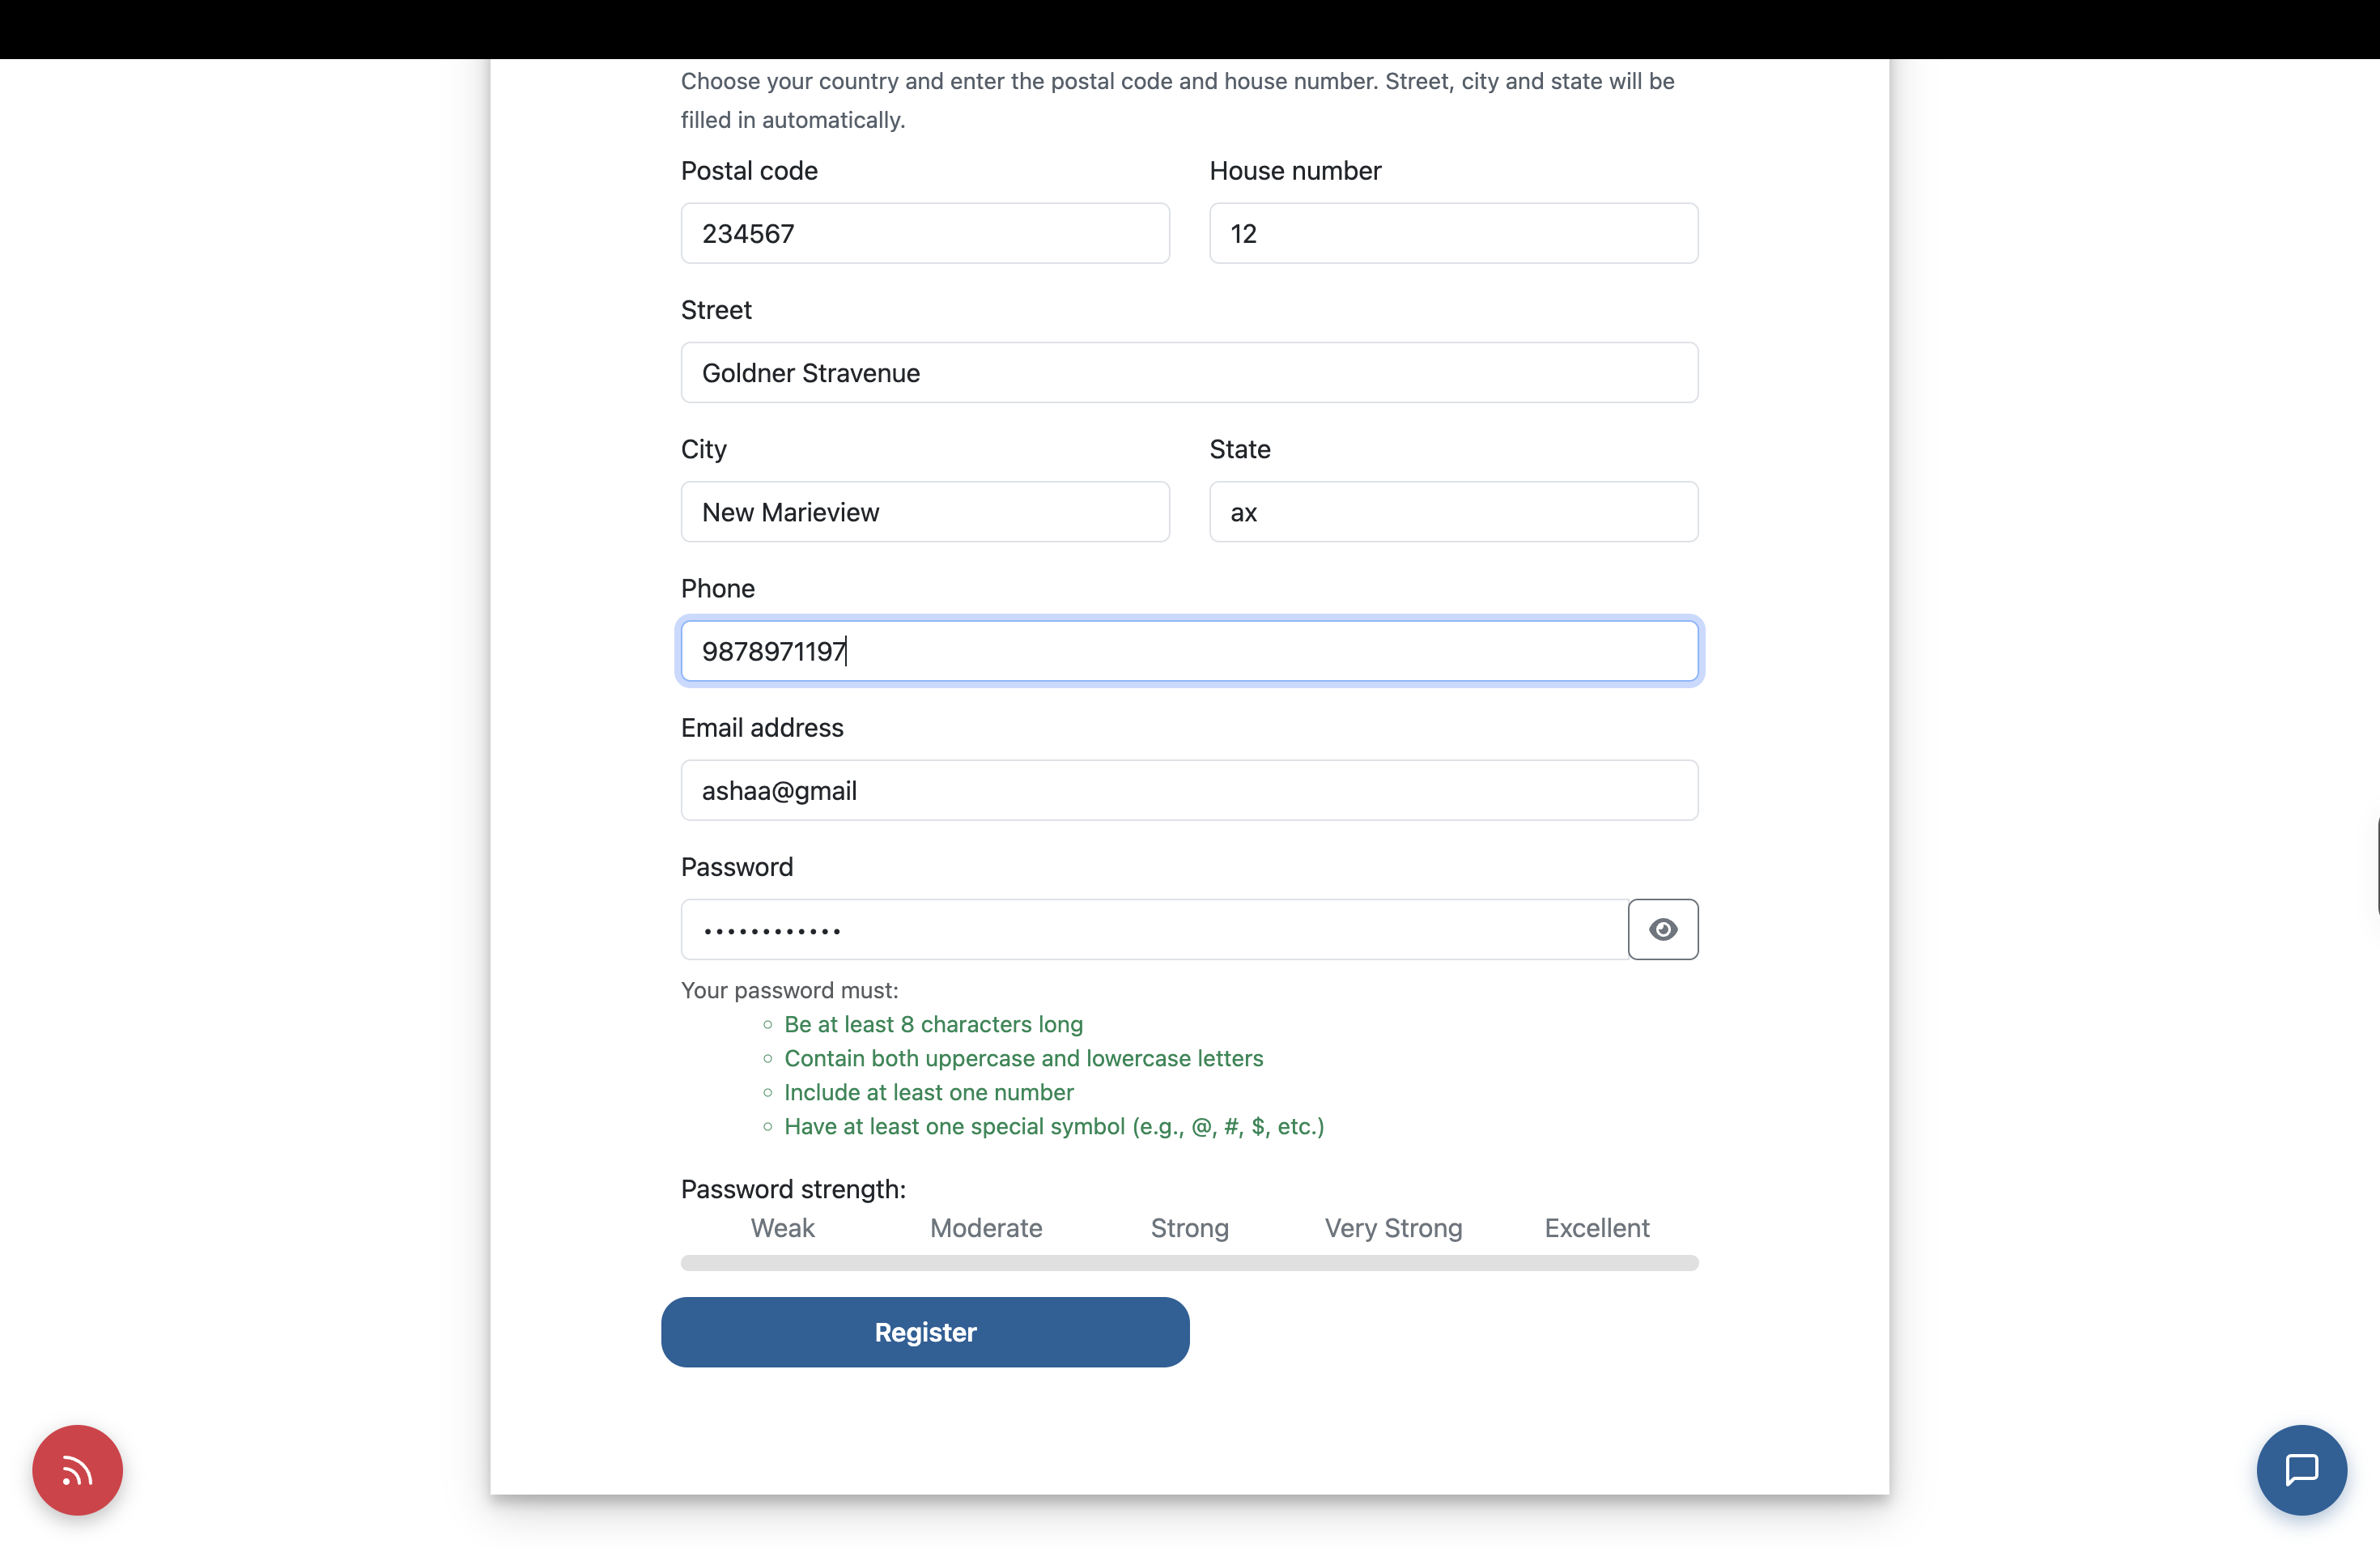 Choose your country and enter the postal code and house number. Street, city and state will be
filled in automatically.
Postal code
House number
234567
12
Street
Goldner Stravenue
City
State
New Marieview
ax
Phone
9878971197
Email address
ashaa@gmail
Password
••••••••••••
Your password must:
Be at least 8 characters long
Contain both uppercase and lowercase letters
Include at least one number
Have at least one special symbol (e.g., @, #, $, etc.)
Password strength:
Weak Moderate Strong Very Strong Excellent
Register